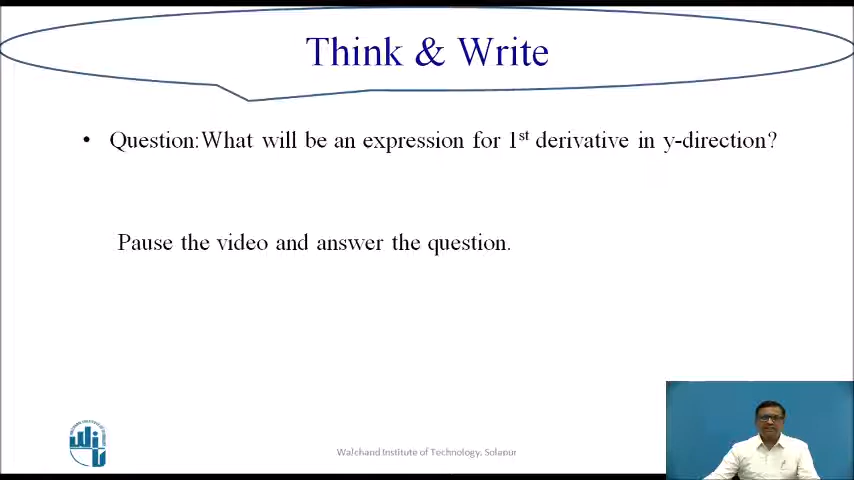 Think & Write
• Question:What will be an expression for 1st derivative in y-direction?
Pause the video and answer the question.
Walchand Institute of Technology, Solapur